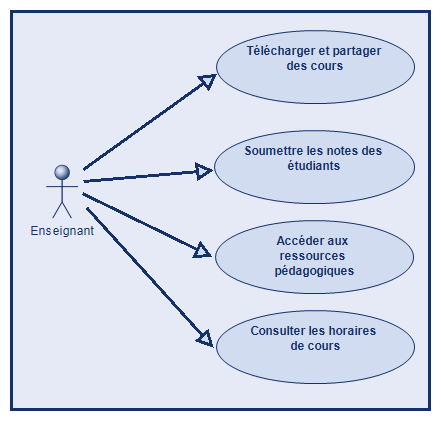 Télécharger et partager
des cours
Soumettre les notes des
étudiants
Enseignant
Accéder aux
ressources
pédagogiques
Consulter les horaires
de cours